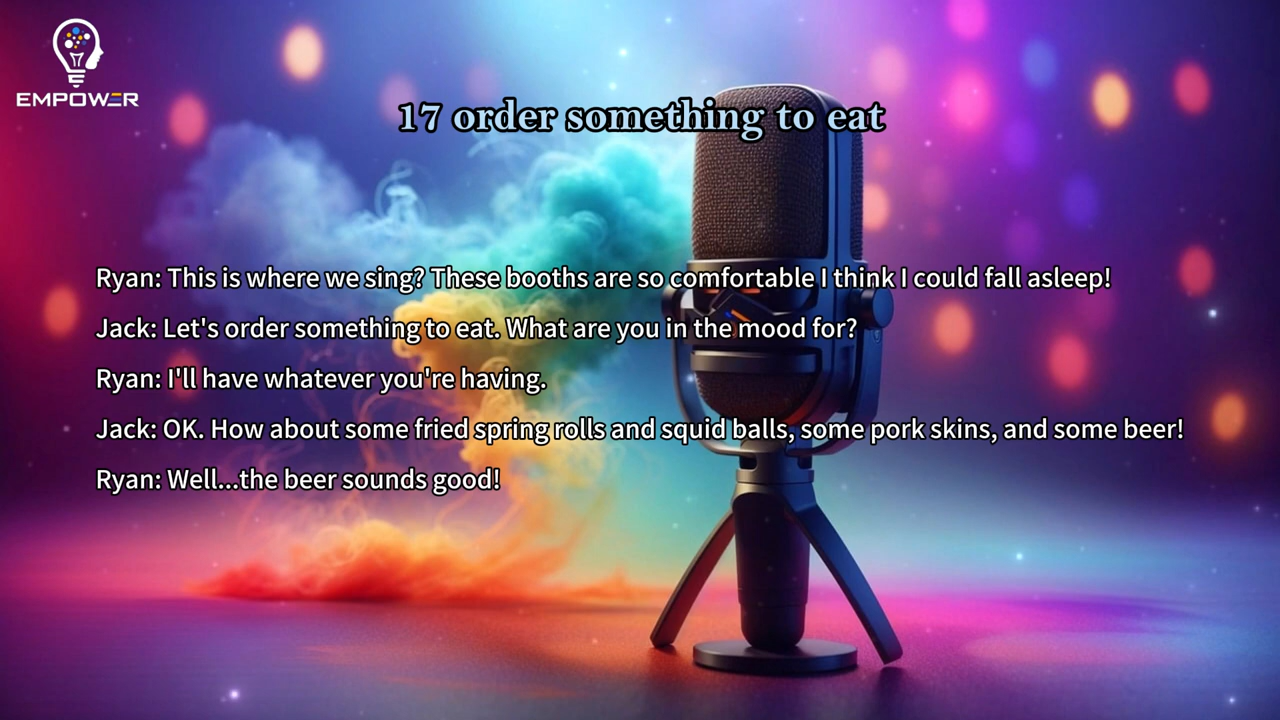 EMPOWER
17 order something to eat
Ryan: This is where we sing? These booths are so comfortable I think I could fall asleep!
Jack: Let's order something to eat. What are you in the mood for?
Ryan: I'll have whatever you're having.
Jack: OK. How about some fried spring rolls and squid balls, some pork skins, and some beer!
Ryan: Well...the beer sounds good!